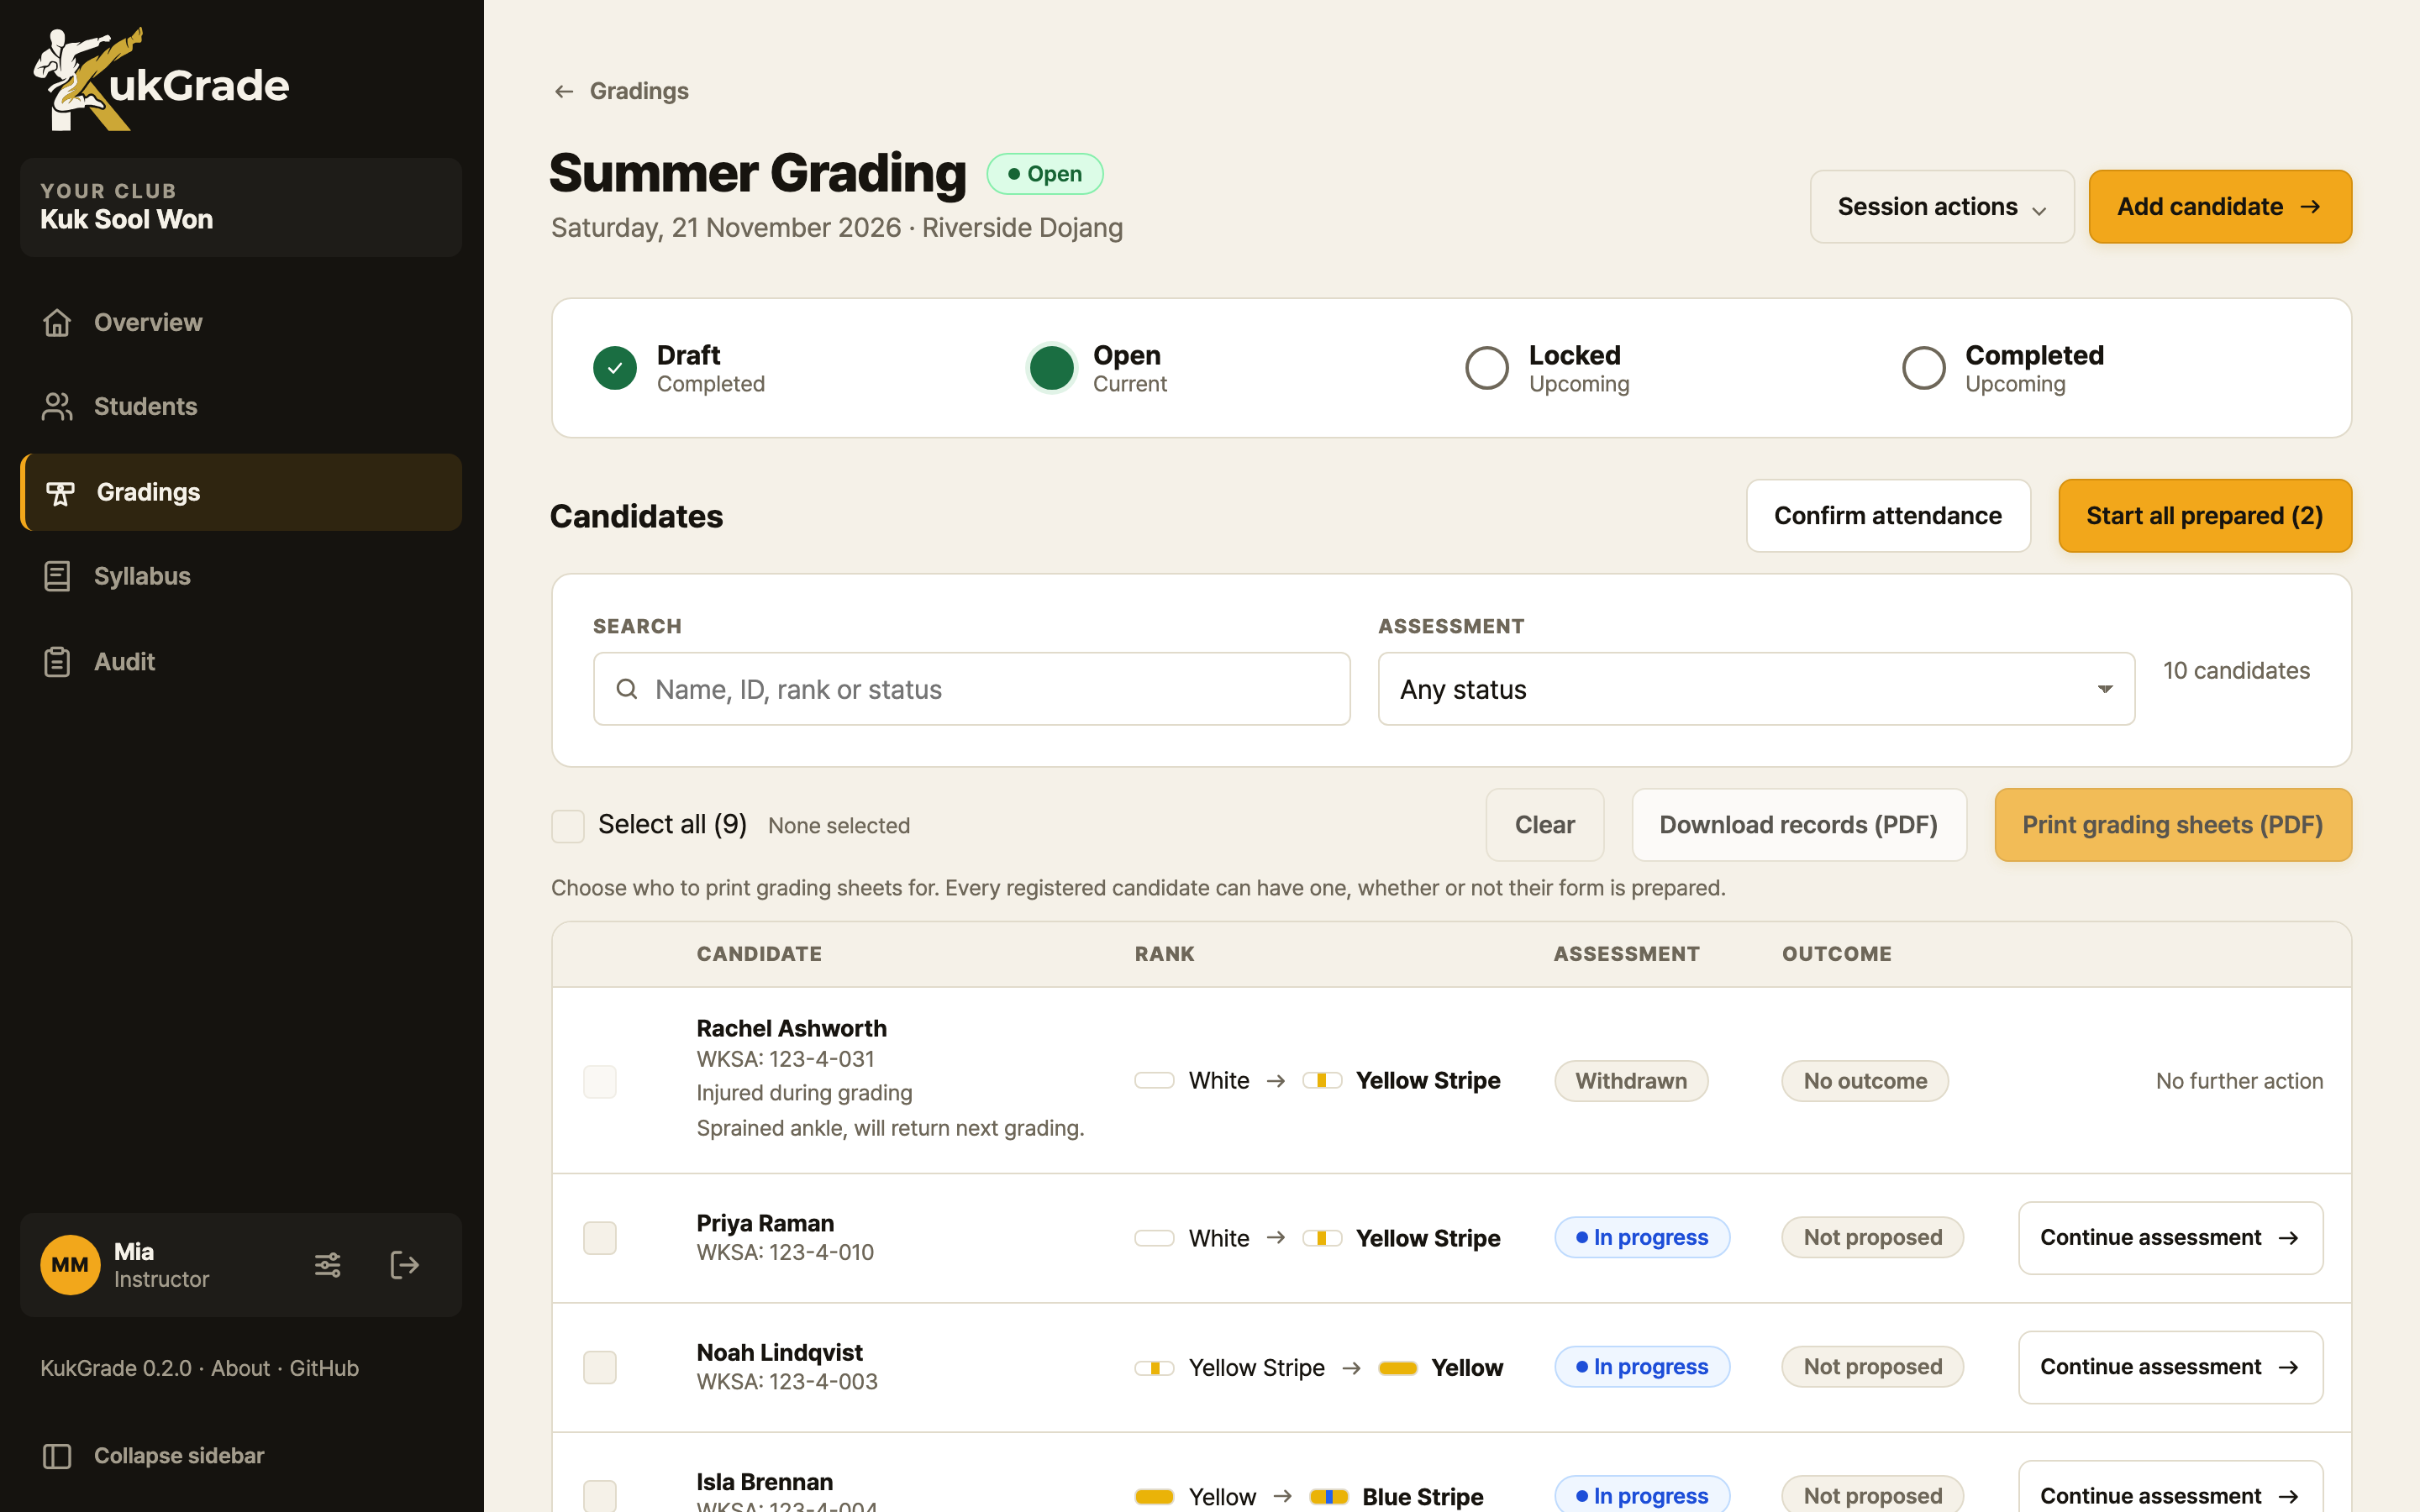 KukGrade
YOUR CLUB
Kuk Sool Won
Overview
Students
Gradings
Syllabus
Audit
MM
Mia
Instructor
KukGrade 0.2.0 · About · GitHub
Collapse sidebar
← Gradings
Summer Grading
Open
Saturday, 21 November 2026 · Riverside Dojang
Session actions
Add candidate →
Draft
Completed
Open
Current
Locked
Upcoming
Completed
Upcoming
Candidates
Confirm attendance
Start all prepared (2)
SEARCH
Name, ID, rank or status
ASSESSMENT
Any status
10 candidates
Select all (9)
None selected
Clear
Download records (PDF)
Print grading sheets (PDF)
Choose who to print grading sheets for. Every registered candidate can have one, whether or not their form is prepared.
CANDIDATE RANK ASSESSMENT OUTCOME
Rachel Ashworth
WKSA: 123-4-031
Injured during grading
Sprained ankle, will return next grading.
White → Yellow Stripe
Withdrawn
No outcome
No further action
Priya Raman
WKSA: 123-4-010
White → Yellow Stripe
In progress
Not proposed
Continue assessment →
Noah Lindqvist
WKSA: 123-4-003
Yellow Stripe → Yellow
In progress
Not proposed
Continue assessment →
Isla Brennan
WKSA: 123-4-004
Yellow → Blue Stripe
In progress
Not proposed
Continue assessment →